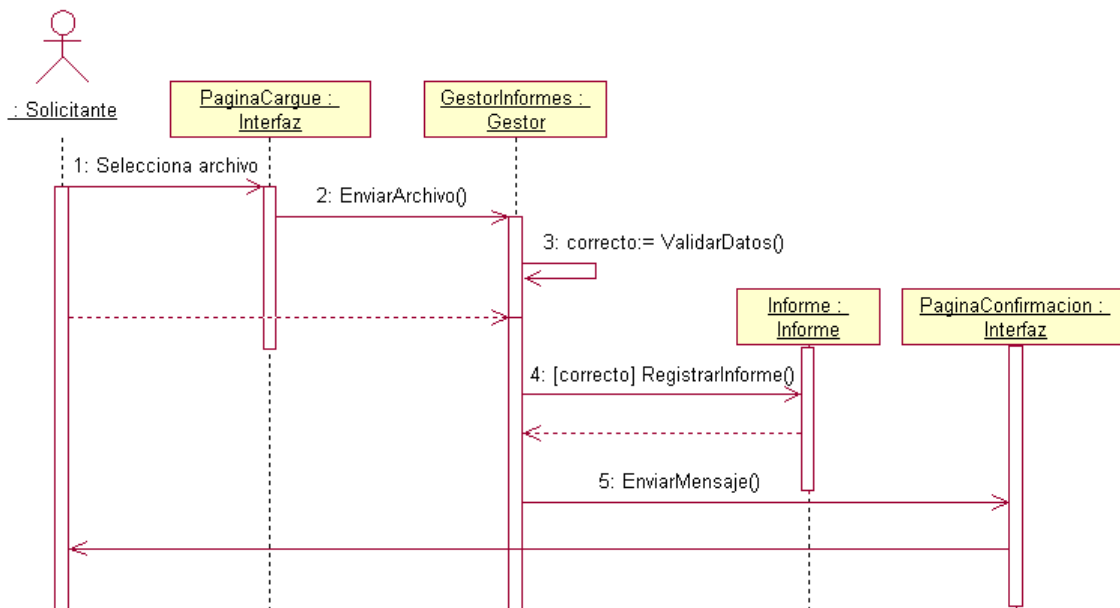 : Solicitante
PaginaCargue :
Interfaz
GestorInformes :
Gestor
1: Selecciona archivo
2: EnviarArchivo()
3: correcto:= ValidarDatos()
Informe :
Informe
PaginaConfirmacion :
Interfaz
4: [correcto] RegistrarInforme()
5: EnviarMensaje()